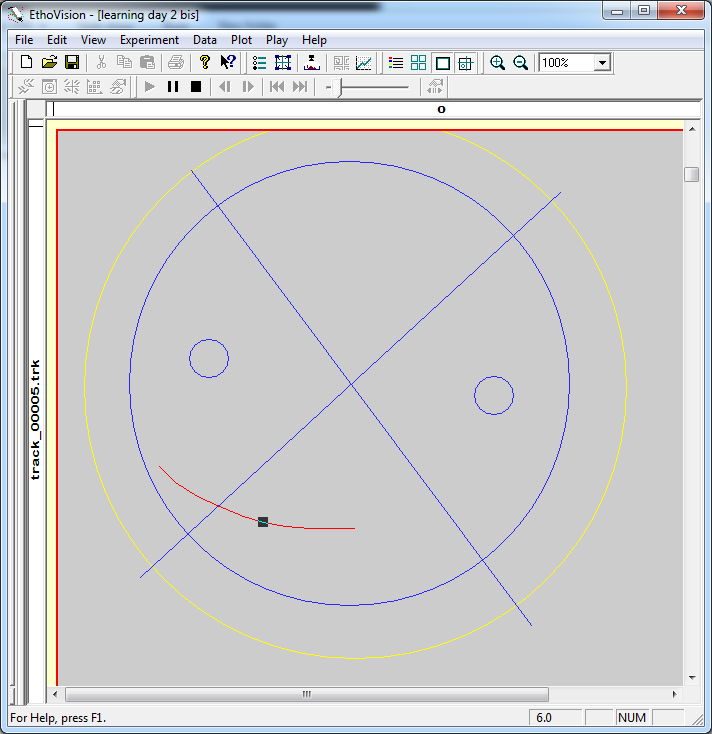 EthoVision - [learning day 2 bis]
File Edit View Experiment Data Plot Play Help
100%
0
track_00005.trk
For Help, press F1.
6.0
NUM